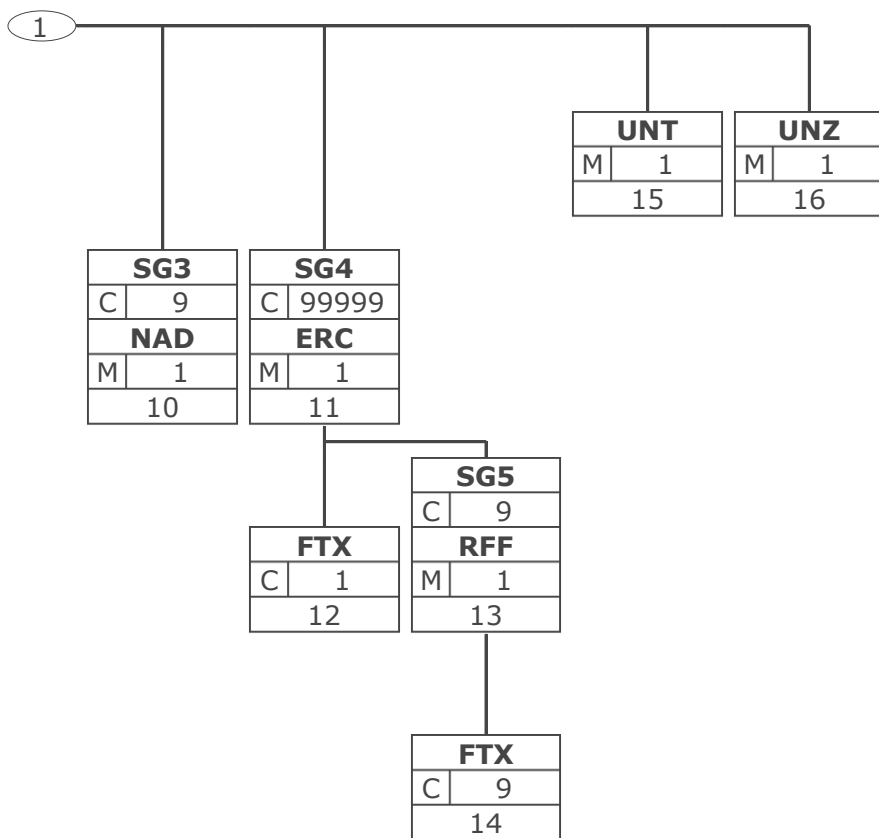 1
UNT
M 1
15
UNZ
M 1
16
SG3
C 9
NAD
M 1
10
SG4
C 99999
ERC
M 1
11
FTX
C 1
12
SG5
C 9
RFF
M 1
13
FTX
C 9
14